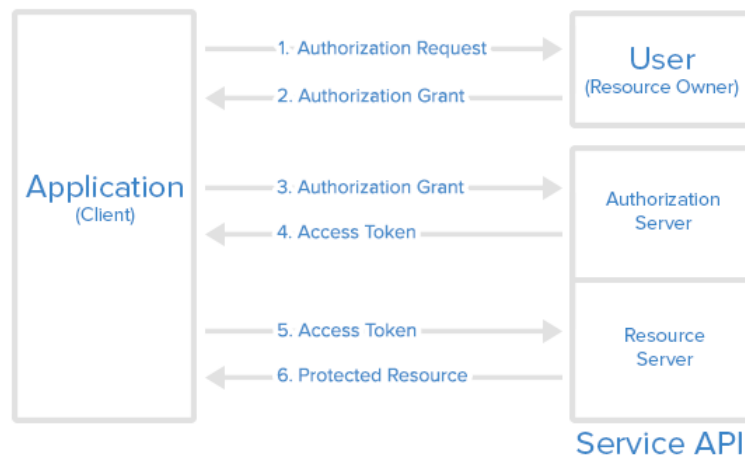 1. Authorization Request
User
(Resource Owner)
2. Authorization Grant
Application
(Client)
3. Authorization Grant
Authorization
Server
4. Access Token
5. Access Token
Resource
Server
6. Protected Resource
Service API